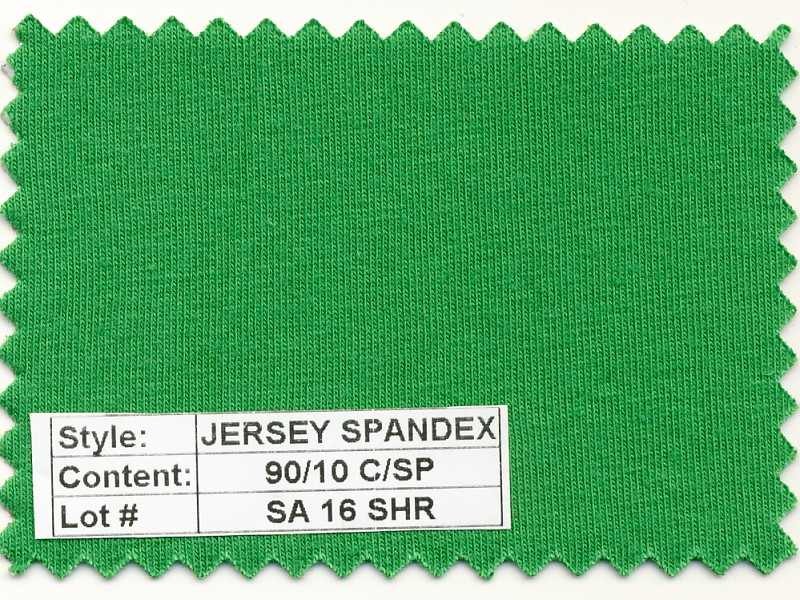 Style: JERSEY SPANDEX
Content: 90/10 C/SP
Lot # SA 16 SHR